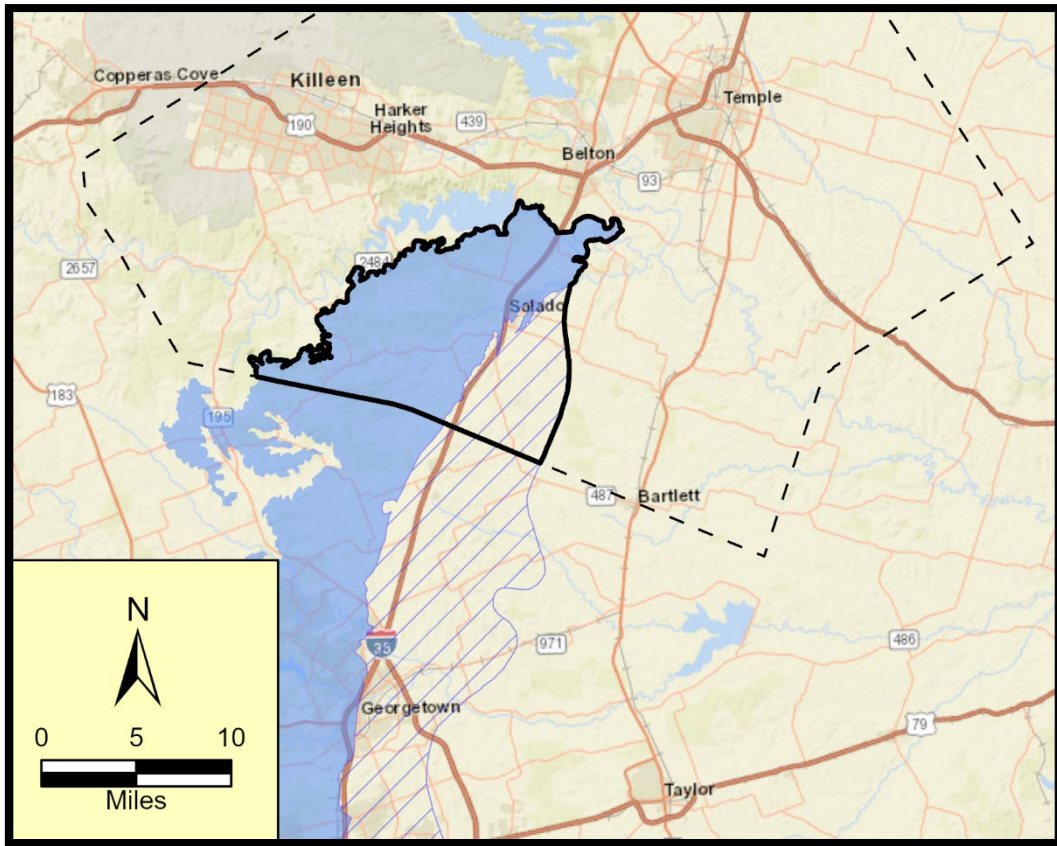 Copperas Cove
Killeen
Harker
Heights
190
439
Temple
Belton
93
2657
2484
Salado
183
195
487
Bartlett
N
35
971
486
0 5 10
Miles
Georgetown
79
Taylor